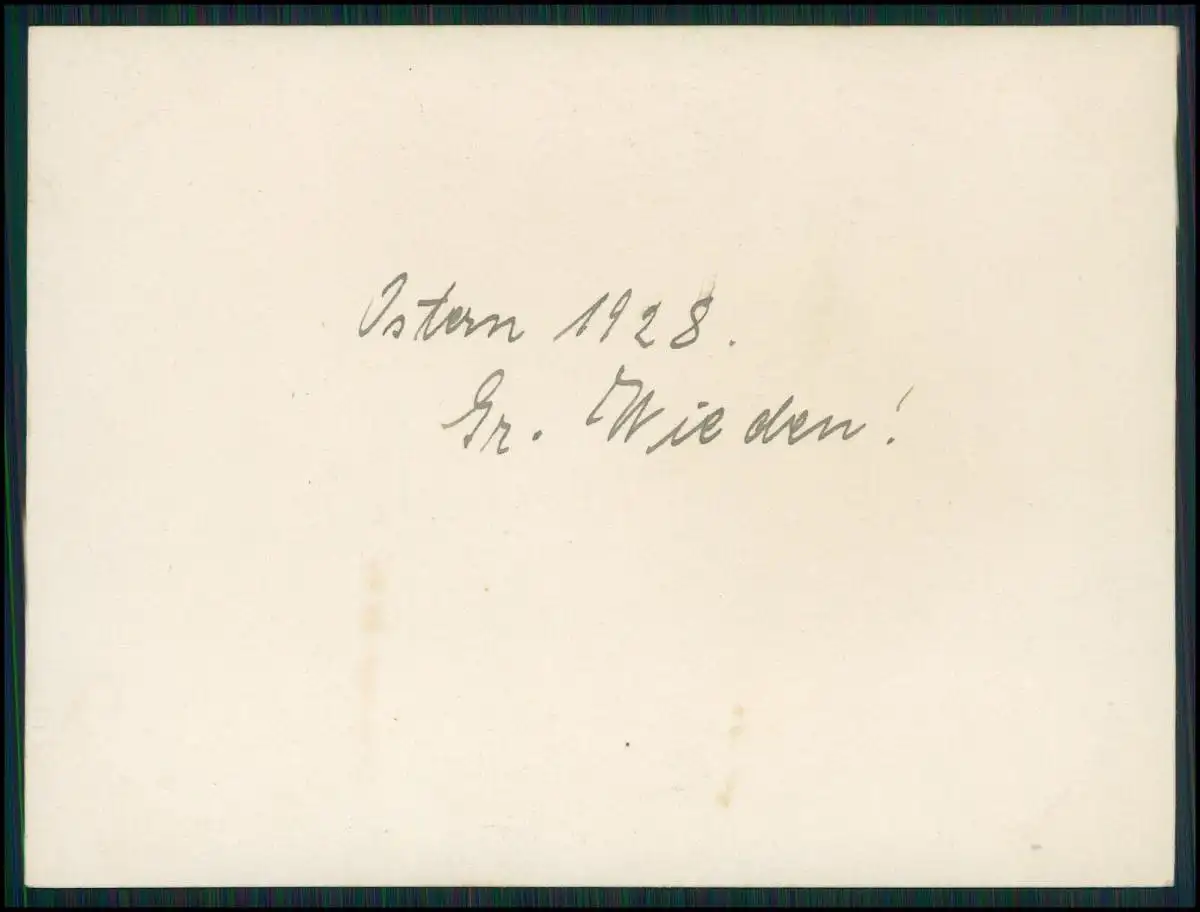 Ostern 1928.
Gr. Wieden!